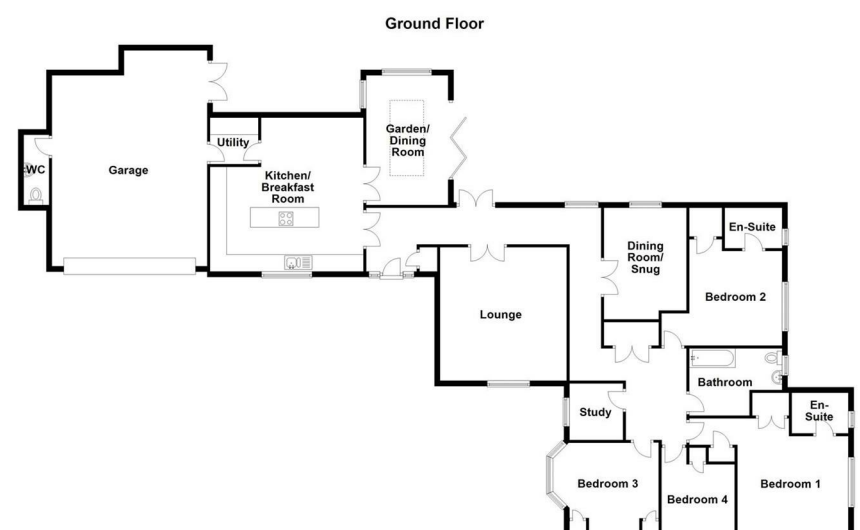 Ground Floor
Garden/
Dining
Room
Utility
WC
Garage
Kitchen/
Breakfast
Room
En-Suite
Dining
Room/
Snug
Bedroom 2
Lounge
Bathroom
Study
En-
Suite
Bedroom 3
Bedroom 4
Bedroom 1